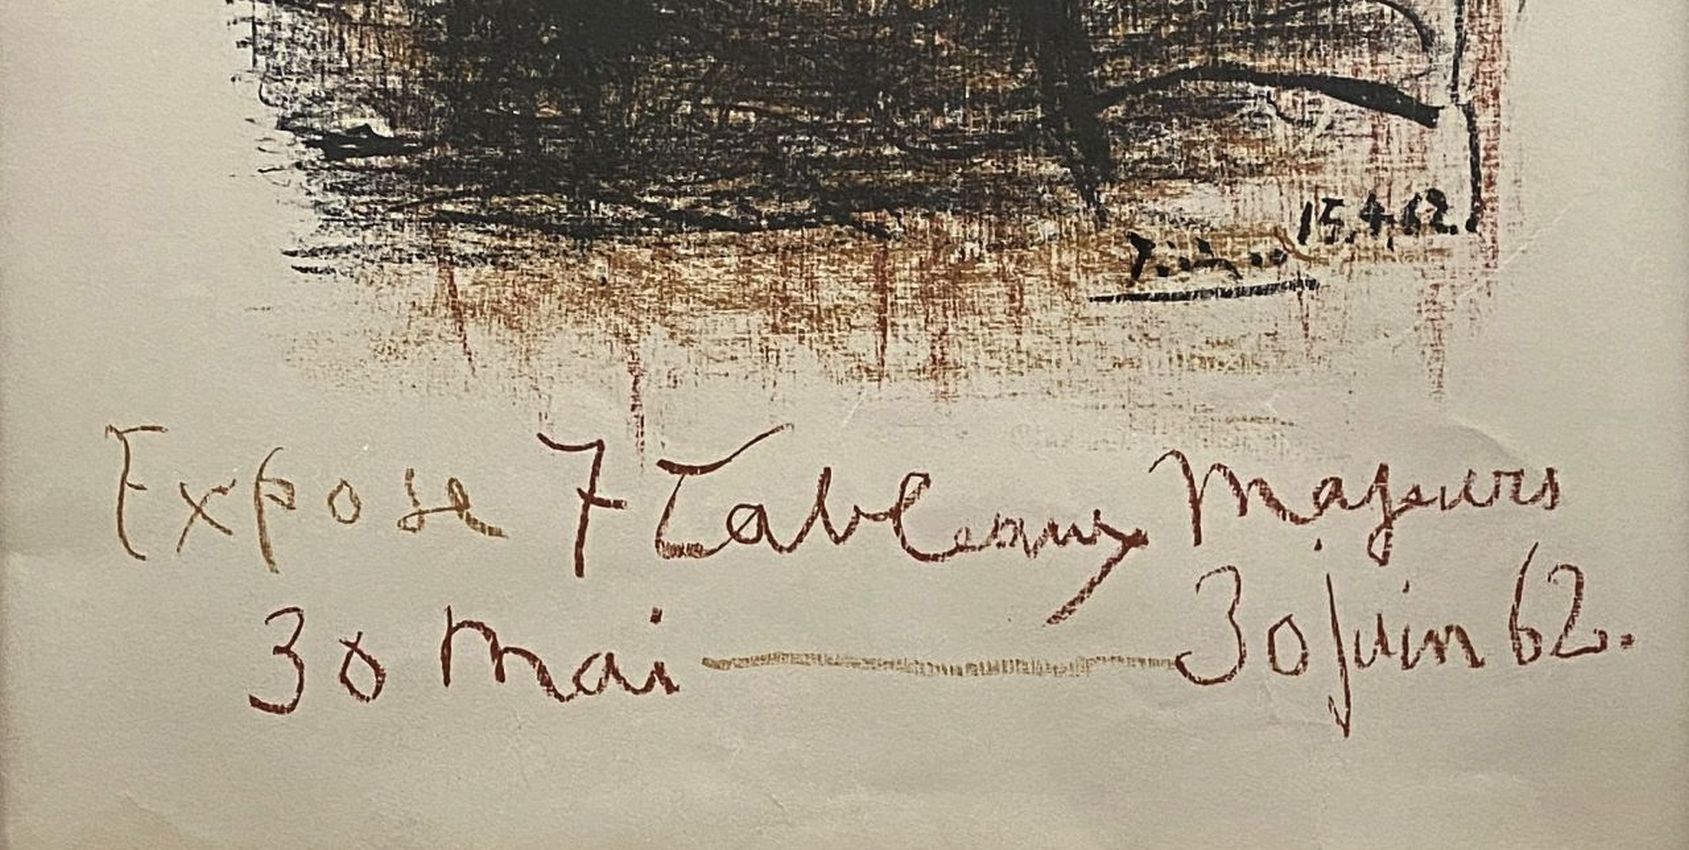 15.4.62.
Expose 7 Tableaux Majeurs
30 Mai — 30 Juin 62.